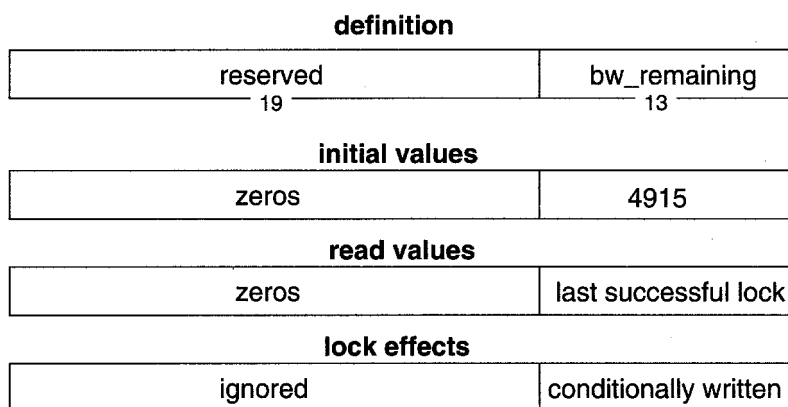 definition
reserved bw_remaining
19 13
initial values
zeros 4915
read values
zeros last successful lock
lock effects
ignored conditionally written